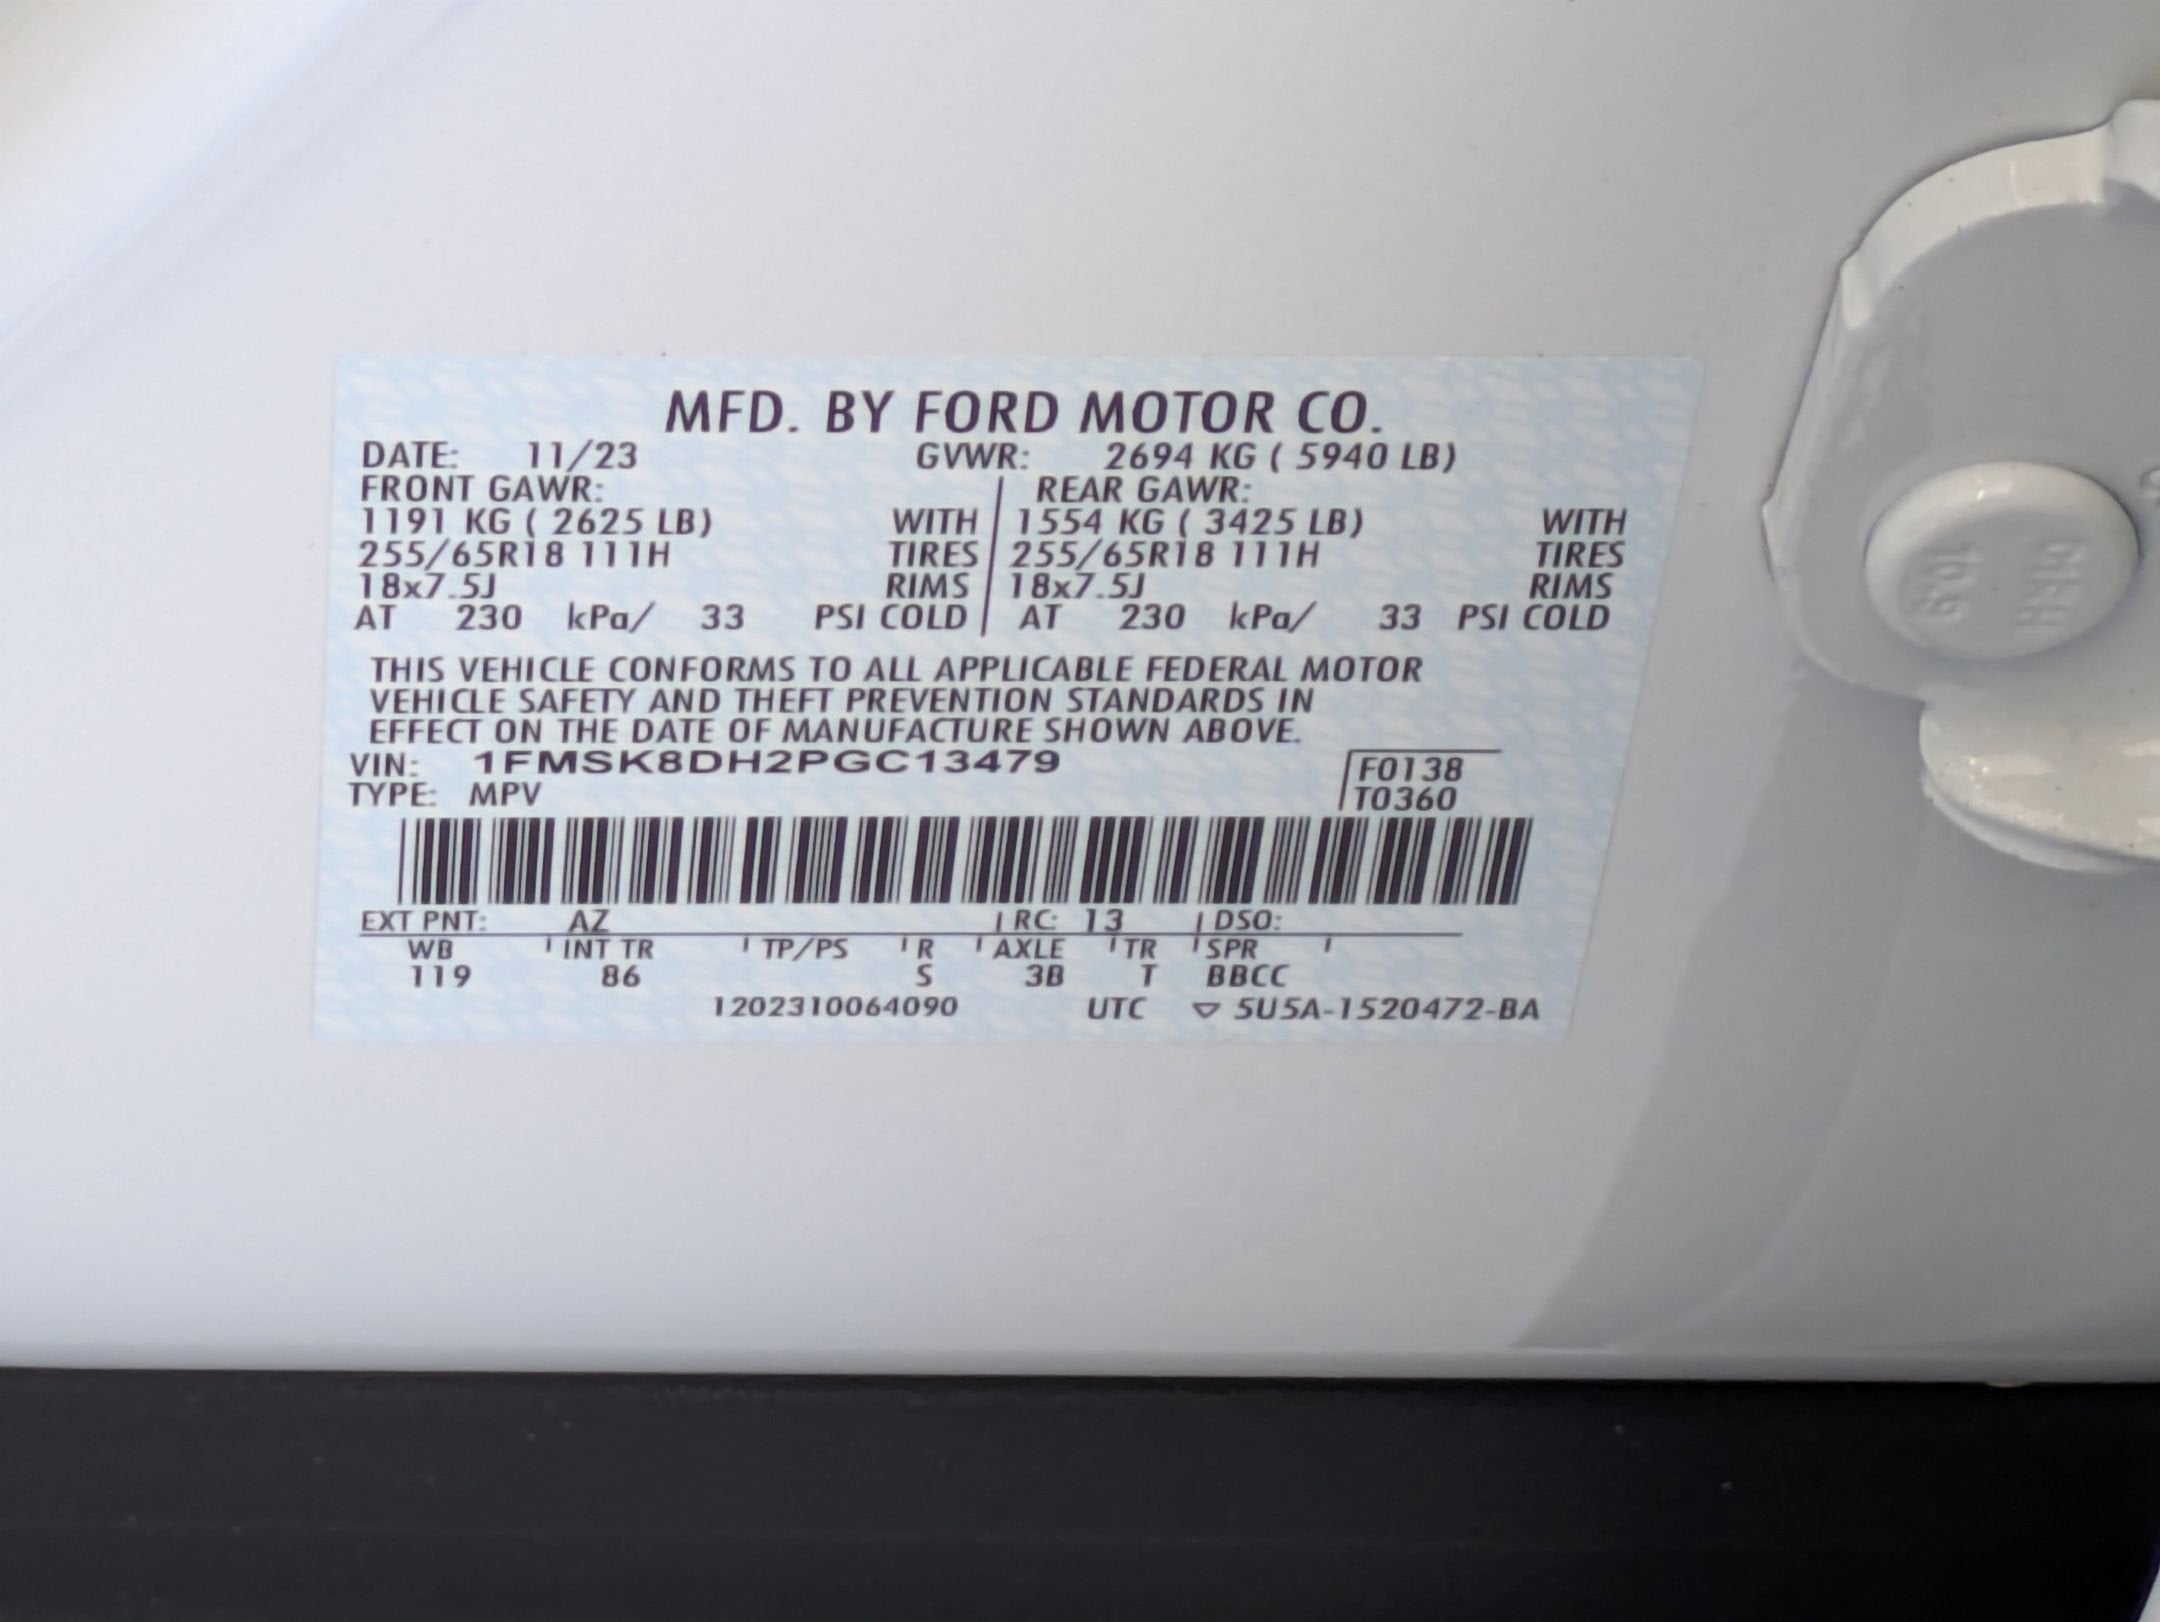 MFD. BY FORD MOTOR CO.
DATE: 11/23 GVWR: 2694 KG ( 5940 LB)
FRONT GAWR: REAR GAWR:
1191 KG ( 2625 LB) WITH 1554 KG ( 3425 LB) WITH
255/65R18 111H TIRES 255/65R18 111H TIRES
18x7.5J RIMS 18x7.5J RIMS
AT 230 kPa/ 33 PSI COLD AT 230 kPa/ 33 PSI COLD
THIS VEHICLE CONFORMS TO ALL APPLICABLE FEDERAL MOTOR
VEHICLE SAFETY AND THEFT PREVENTION STANDARDS IN
EFFECT ON THE DATE OF MANUFACTURE SHOWN ABOVE.
VIN: 1FMSK8DH2PGC13479 F0138
TYPE: MPV T0360
EXT PNT: AZ RC: 13 DSO:
WB INT TR TP/PS R AXLE TR SPR
119 86 S 3B T BBCC
1202310064090 UTC ▽ 5U5A-1520472-BA
10.9